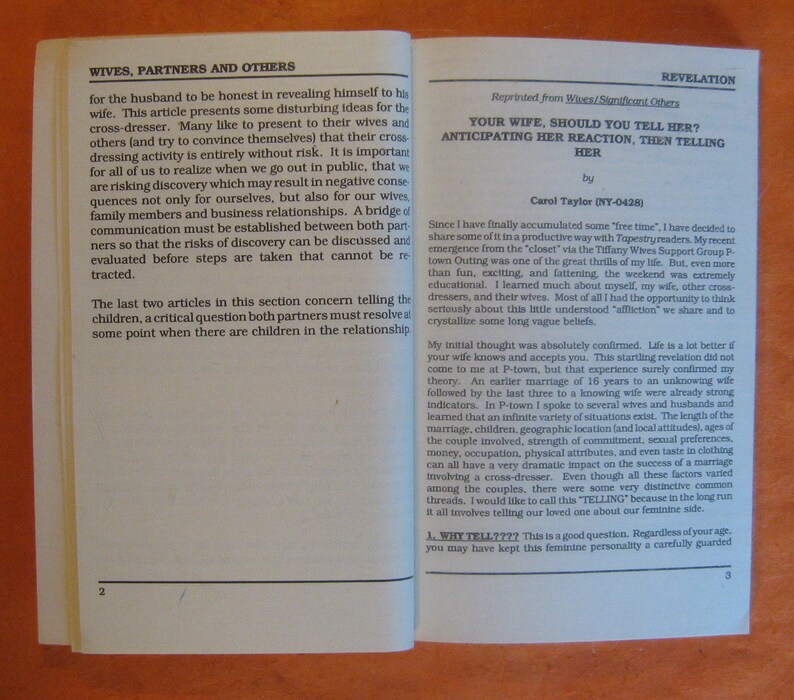 WIVES, PARTNERS AND OTHERS
for the husband to be honest in revealing himself to his
wife. This article presents some disturbing ideas for the
cross-dresser. Many like to present to their wives and
others (and try to convince themselves) that their cross-
dressing activity is entirely without risk. It is important
for all of us to realize when we go out in public, that we
are risking discovery which may result in negative conse-
quences not only for ourselves, but also for our wives,
family members and business relationships. A bridge of
communication must be established between both part-
ners so that the risks of discovery can be discussed and
evaluated before steps are taken that cannot be re-
tracted.
The last two articles in this section concern telling the
children, a critical question both partners must resolve at
some point when there are children in the relationship
2
REVELATION
Reprinted from Wives/Significant Others
YOUR WIFE, SHOULD YOU TELL HER?
ANTICIPATING HER REACTION, THEN TELLING
HER
by
Carol Taylor (NY-0428)
Since I have finally accumulated some "free time", I have decided to
share some of it in a productive way with Tapestry readers. My recent
emergence from the "closet" via the Tiffany Wives Support Group P-
town Outing was one of the great thrills of my life. But, even more
than fun, exciting, and fattening, the weekend was extremely
educational. I learned much about myself, my wife, other cross-
dressers, and their wives. Most of all I had the opportunity to think
seriously about this little understood "affliction" we share and to
crystallize some long vague beliefs.
My initial thought was absolutely confirmed. Life is a lot better if
your wife knows and accepts you. This startling revelation did not
come to me at P-town, but that experience surely confirmed my
theory. An earlier marriage of 16 years to an unknowing wife
followed by the last three to a knowing wife were already strong
indicators. In P-town I spoke to several wives and husbands and
learned that an infinite variety of situations exist. The length of the
marriage, children, geographic location (and local attitudes), ages of
the couple involved, strength of commitment, sexual preferences,
money, occupation, physical attributes, and even taste in clothing
can all have a very dramatic impact on the success of a marriage
involving a cross-dresser. Even though all these factors varied
among the couples, there were some very distinctive common
threads. I would like to call this "TELLING" because in the long run
it all involves telling our loved one about our feminine side.
1. WHY TELL???? This is a good question. Regardless of your age,
you may have kept this feminine personality a carefully guarded
3